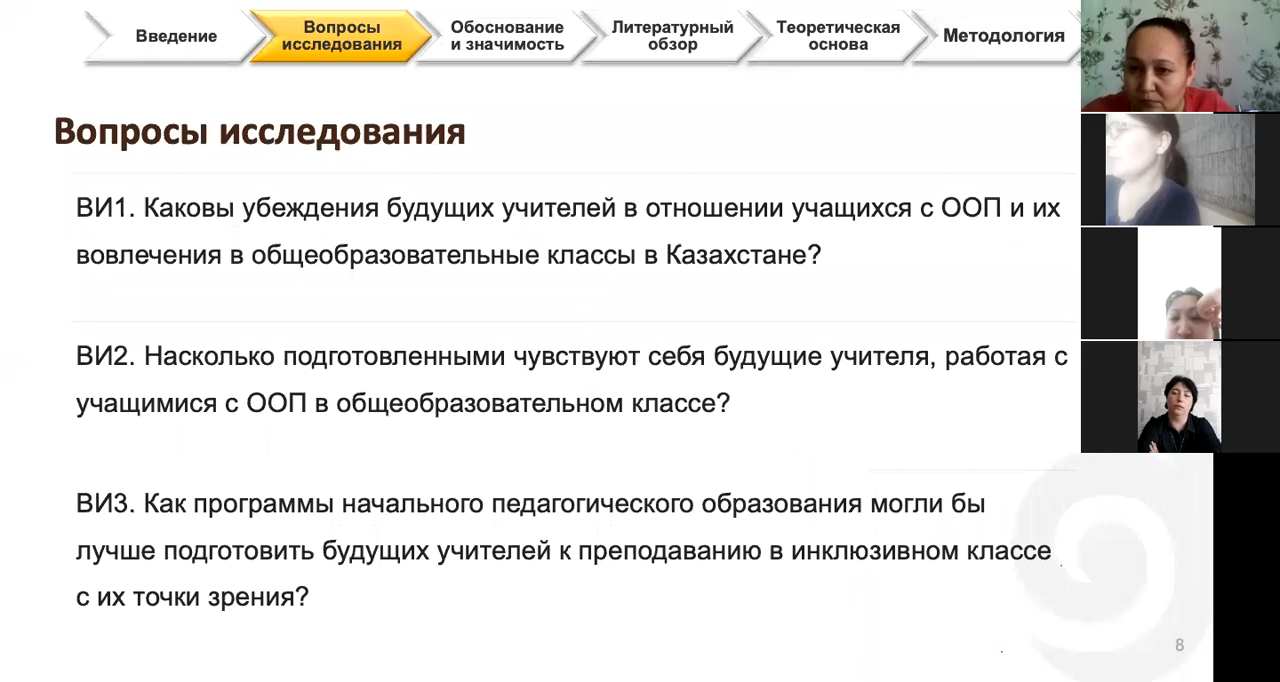 Введение
Вопросы
исследования
Обоснование
и значимость
Литературный
обзор
Теоретическая
основа
Методология
Вопросы исследования
ВИ1. Каковы убеждения будущих учителей в отношении учащихся с ООП и их
вовлечения в общеобразовательные классы в Казахстане?
ВИ2. Насколько подготовленными чувствуют себя будущие учителя, работая с
учащимися с ООП в общеобразовательном классе?
ВИ3. Как программы начального педагогического образования могли бы
лучше подготовить будущих учителей к преподаванию в инклюзивном классе
с их точки зрения?
8